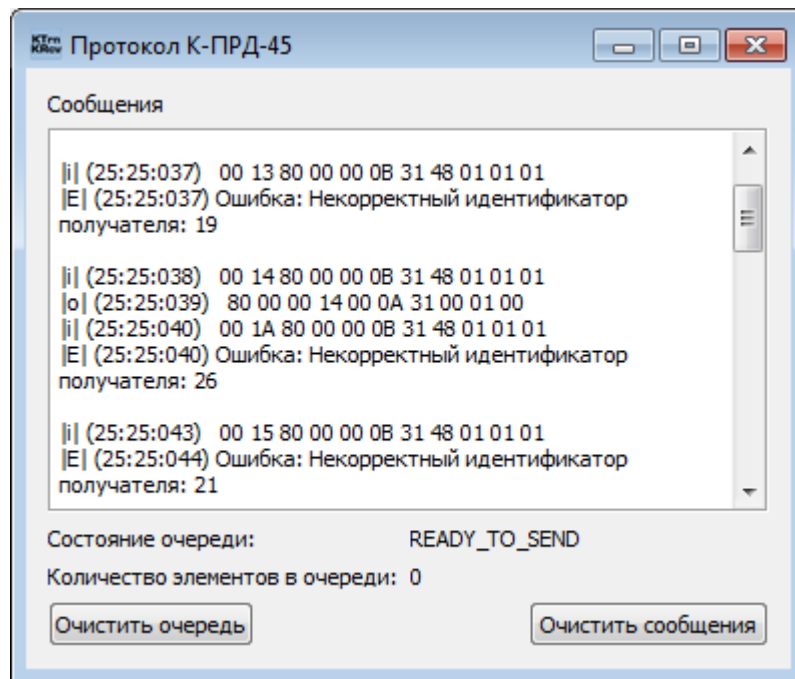 KTrn
KRcv
Протокол К-ПРД-45
Сообщения
|i| (25:25:037) 00 13 80 00 00 0B 31 48 01 01 01
|E| (25:25:037) Ошибка: Некорректный идентификатор
получателя: 19
|i| (25:25:038) 00 14 80 00 00 0B 31 48 01 01 01
|o| (25:25:039) 80 00 00 14 00 0A 31 00 01 00
|i| (25:25:040) 00 1A 80 00 00 0B 31 48 01 01 01
|E| (25:25:040) Ошибка: Некорректный идентификатор
получателя: 26
|i| (25:25:043) 00 15 80 00 00 0B 31 48 01 01 01
|E| (25:25:044) Ошибка: Некорректный идентификатор
получателя: 21
Состояние очереди: READY_TO_SEND
Количество элементов в очереди: 0
Очистить очередь Очистить сообщения